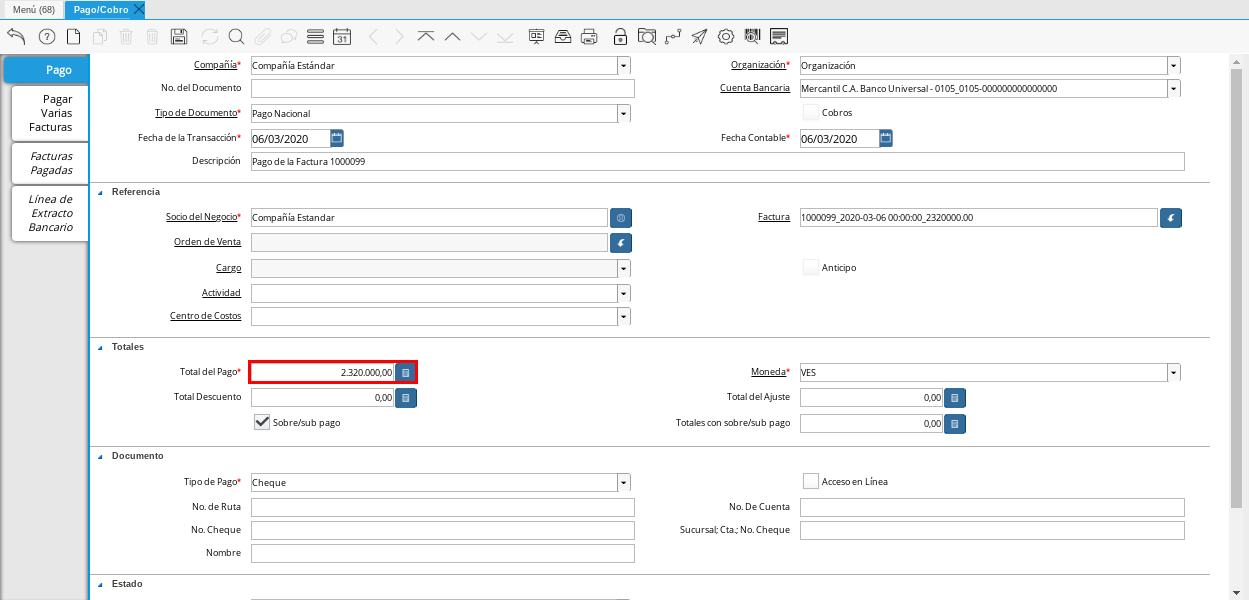 Menú (68) Pago/Cobro
31
Pago
Pagar Varias Facturas
Facturas Pagadas
Línea de Extracto Bancario
Compañía* Compañía Estándar Organización* Organización
No. del Documento Cuenta Bancaria Mercantil C.A. Banco Universal - 0105_0105-000000000000000
Tipo de Documento* Pago Nacional Cobros
Fecha de la Transacción* 06/03/2020 Fecha Contable* 06/03/2020
Descripción Pago de la Factura 1000099
Referencia
Socio del Negocio* Compañía Estandar Factura 1000099_2020-03-06 00:00:00_2320000.00
Orden de Venta
Cargo Anticipo
Actividad
Centro de Costos
Totales
Total del Pago* 2.320.000,00 Moneda* VES
Total Descuento 0,00 Total del Ajuste 0,00
Sobre/sub pago Totales con sobre/sub pago 0,00
Documento
Tipo de Pago* Cheque Acceso en Línea
No. de Ruta No. De Cuenta
No. Cheque Sucursal; Cta.; No. Cheque
Nombre
Estado